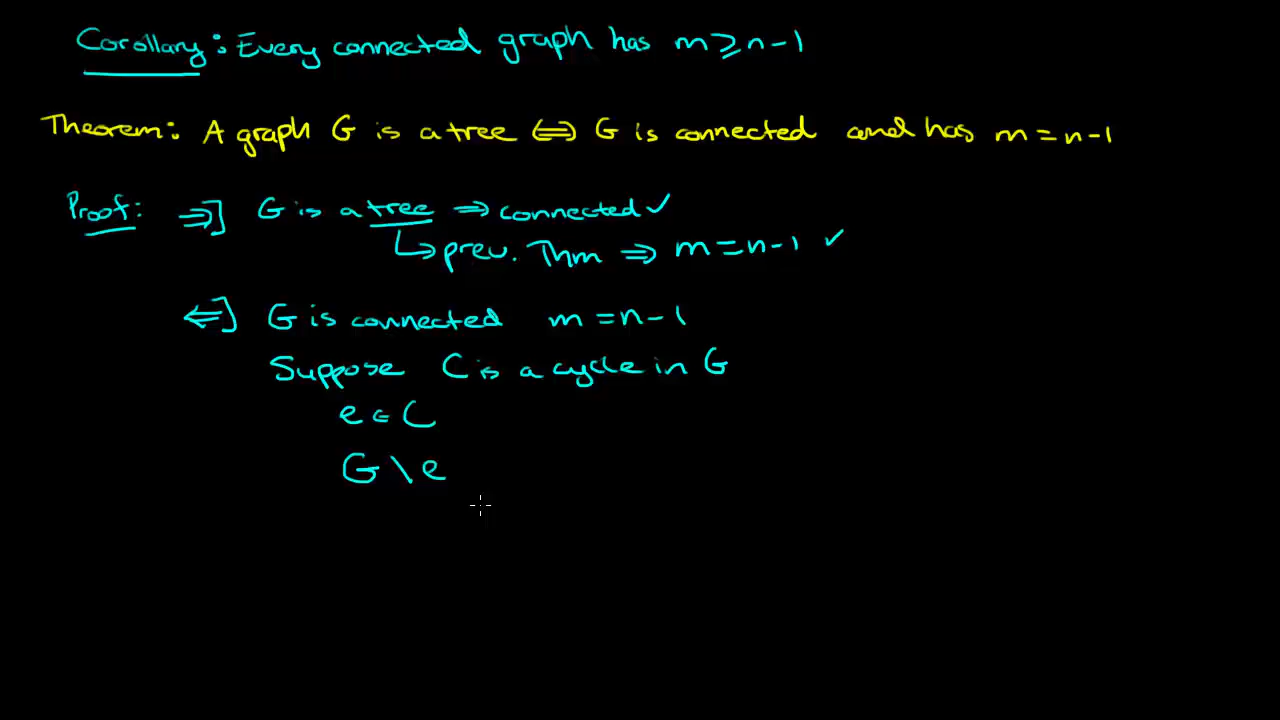 Corollary: Every connected graph has m ⩾ n-1
Theorem: A graph G is a tree ⟺ G is connected and has m = n-1
Proof: ⇒] G is a tree ⇒ connected ✓
↳ prev. Thm ⇒ m = n-1 ✓
⇐] G is connected m = n-1
Suppose C is a cycle in G
e ∈ C
G \ e